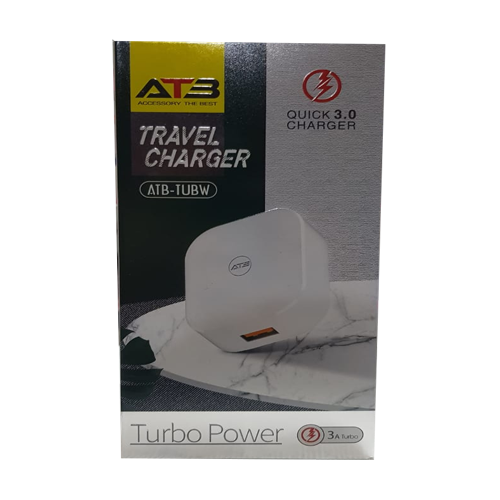 ATB
ACCESSORY THE BEST
QUICK 3.0
CHARGER
TRAVEL
CHARGER
ATB-TUBW
ATB
Turbo Power
3A Turbo